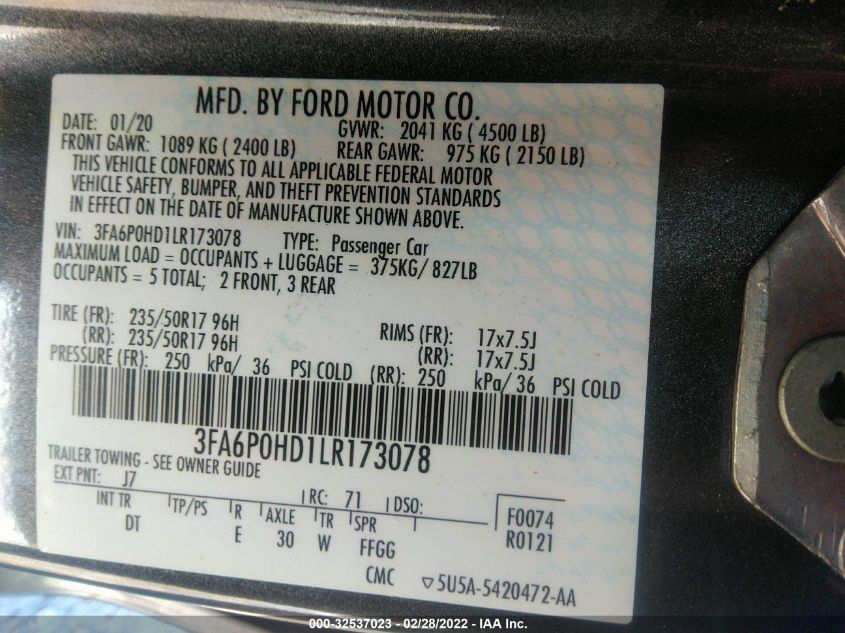 MFD. BY FORD MOTOR CO.
DATE: 01/20 GVWR: 2041 KG ( 4500 LB)
FRONT GAWR: 1089 KG ( 2400 LB) REAR GAWR: 975 KG ( 2150 LB)
THIS VEHICLE CONFORMS TO ALL APPLICABLE FEDERAL MOTOR
VEHICLE SAFETY, BUMPER, AND THEFT PREVENTION STANDARDS
IN EFFECT ON THE DATE OF MANUFACTURE SHOWN ABOVE.
VIN: 3FA6P0HD1LR173078 TYPE: Passenger Car
MAXIMUM LOAD = OCCUPANTS + LUGGAGE = 375KG/ 827LB
OCCUPANTS = 5 TOTAL; 2 FRONT, 3 REAR
TIRE (FR): 235/50R17 96H RIMS (FR): 17x7.5J
(RR): 235/50R17 96H (RR): 17x7.5J
PRESSURE (FR): 250 kPa/ 36 PSI COLD (RR): 250 kPa/ 36 PSI COLD
3FA6P0HD1LR173078
TRAILER TOWING - SEE OWNER GUIDE
EXT PNT: J7 RC: 71 DSO:
INT TR TP/PS R AXLE TR SPR F0074
DT E 30 W FFGG R0121
CMC ▽5U5A-5420472-AA
000-32537023 - 02/28/2022 - IAA Inc.